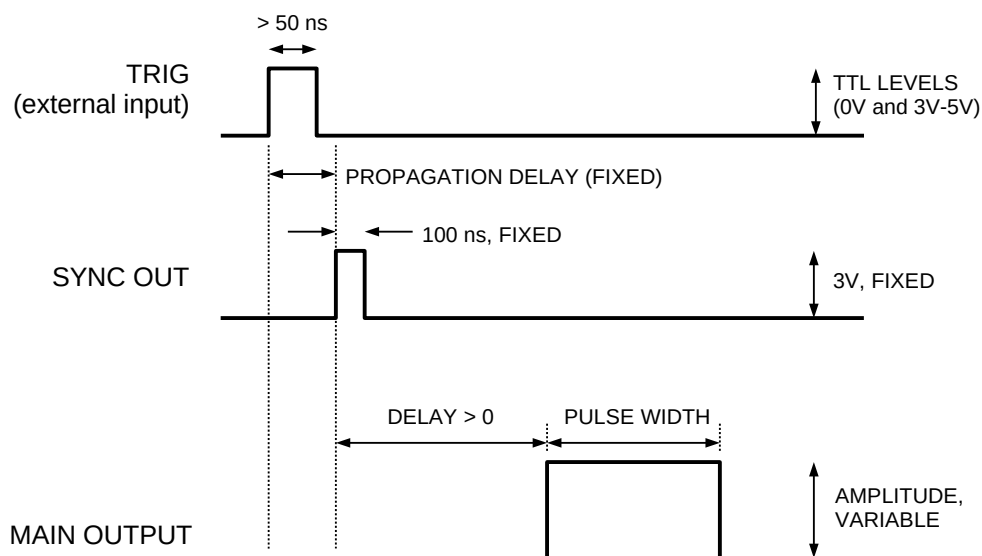 > 50 ns
TRIG
(external input)
TTL LEVELS
(0V and 3V-5V)
PROPAGATION DELAY (FIXED)
100 ns, FIXED
SYNC OUT
3V, FIXED
DELAY > 0
PULSE WIDTH
AMPLITUDE,
VARIABLE
MAIN OUTPUT